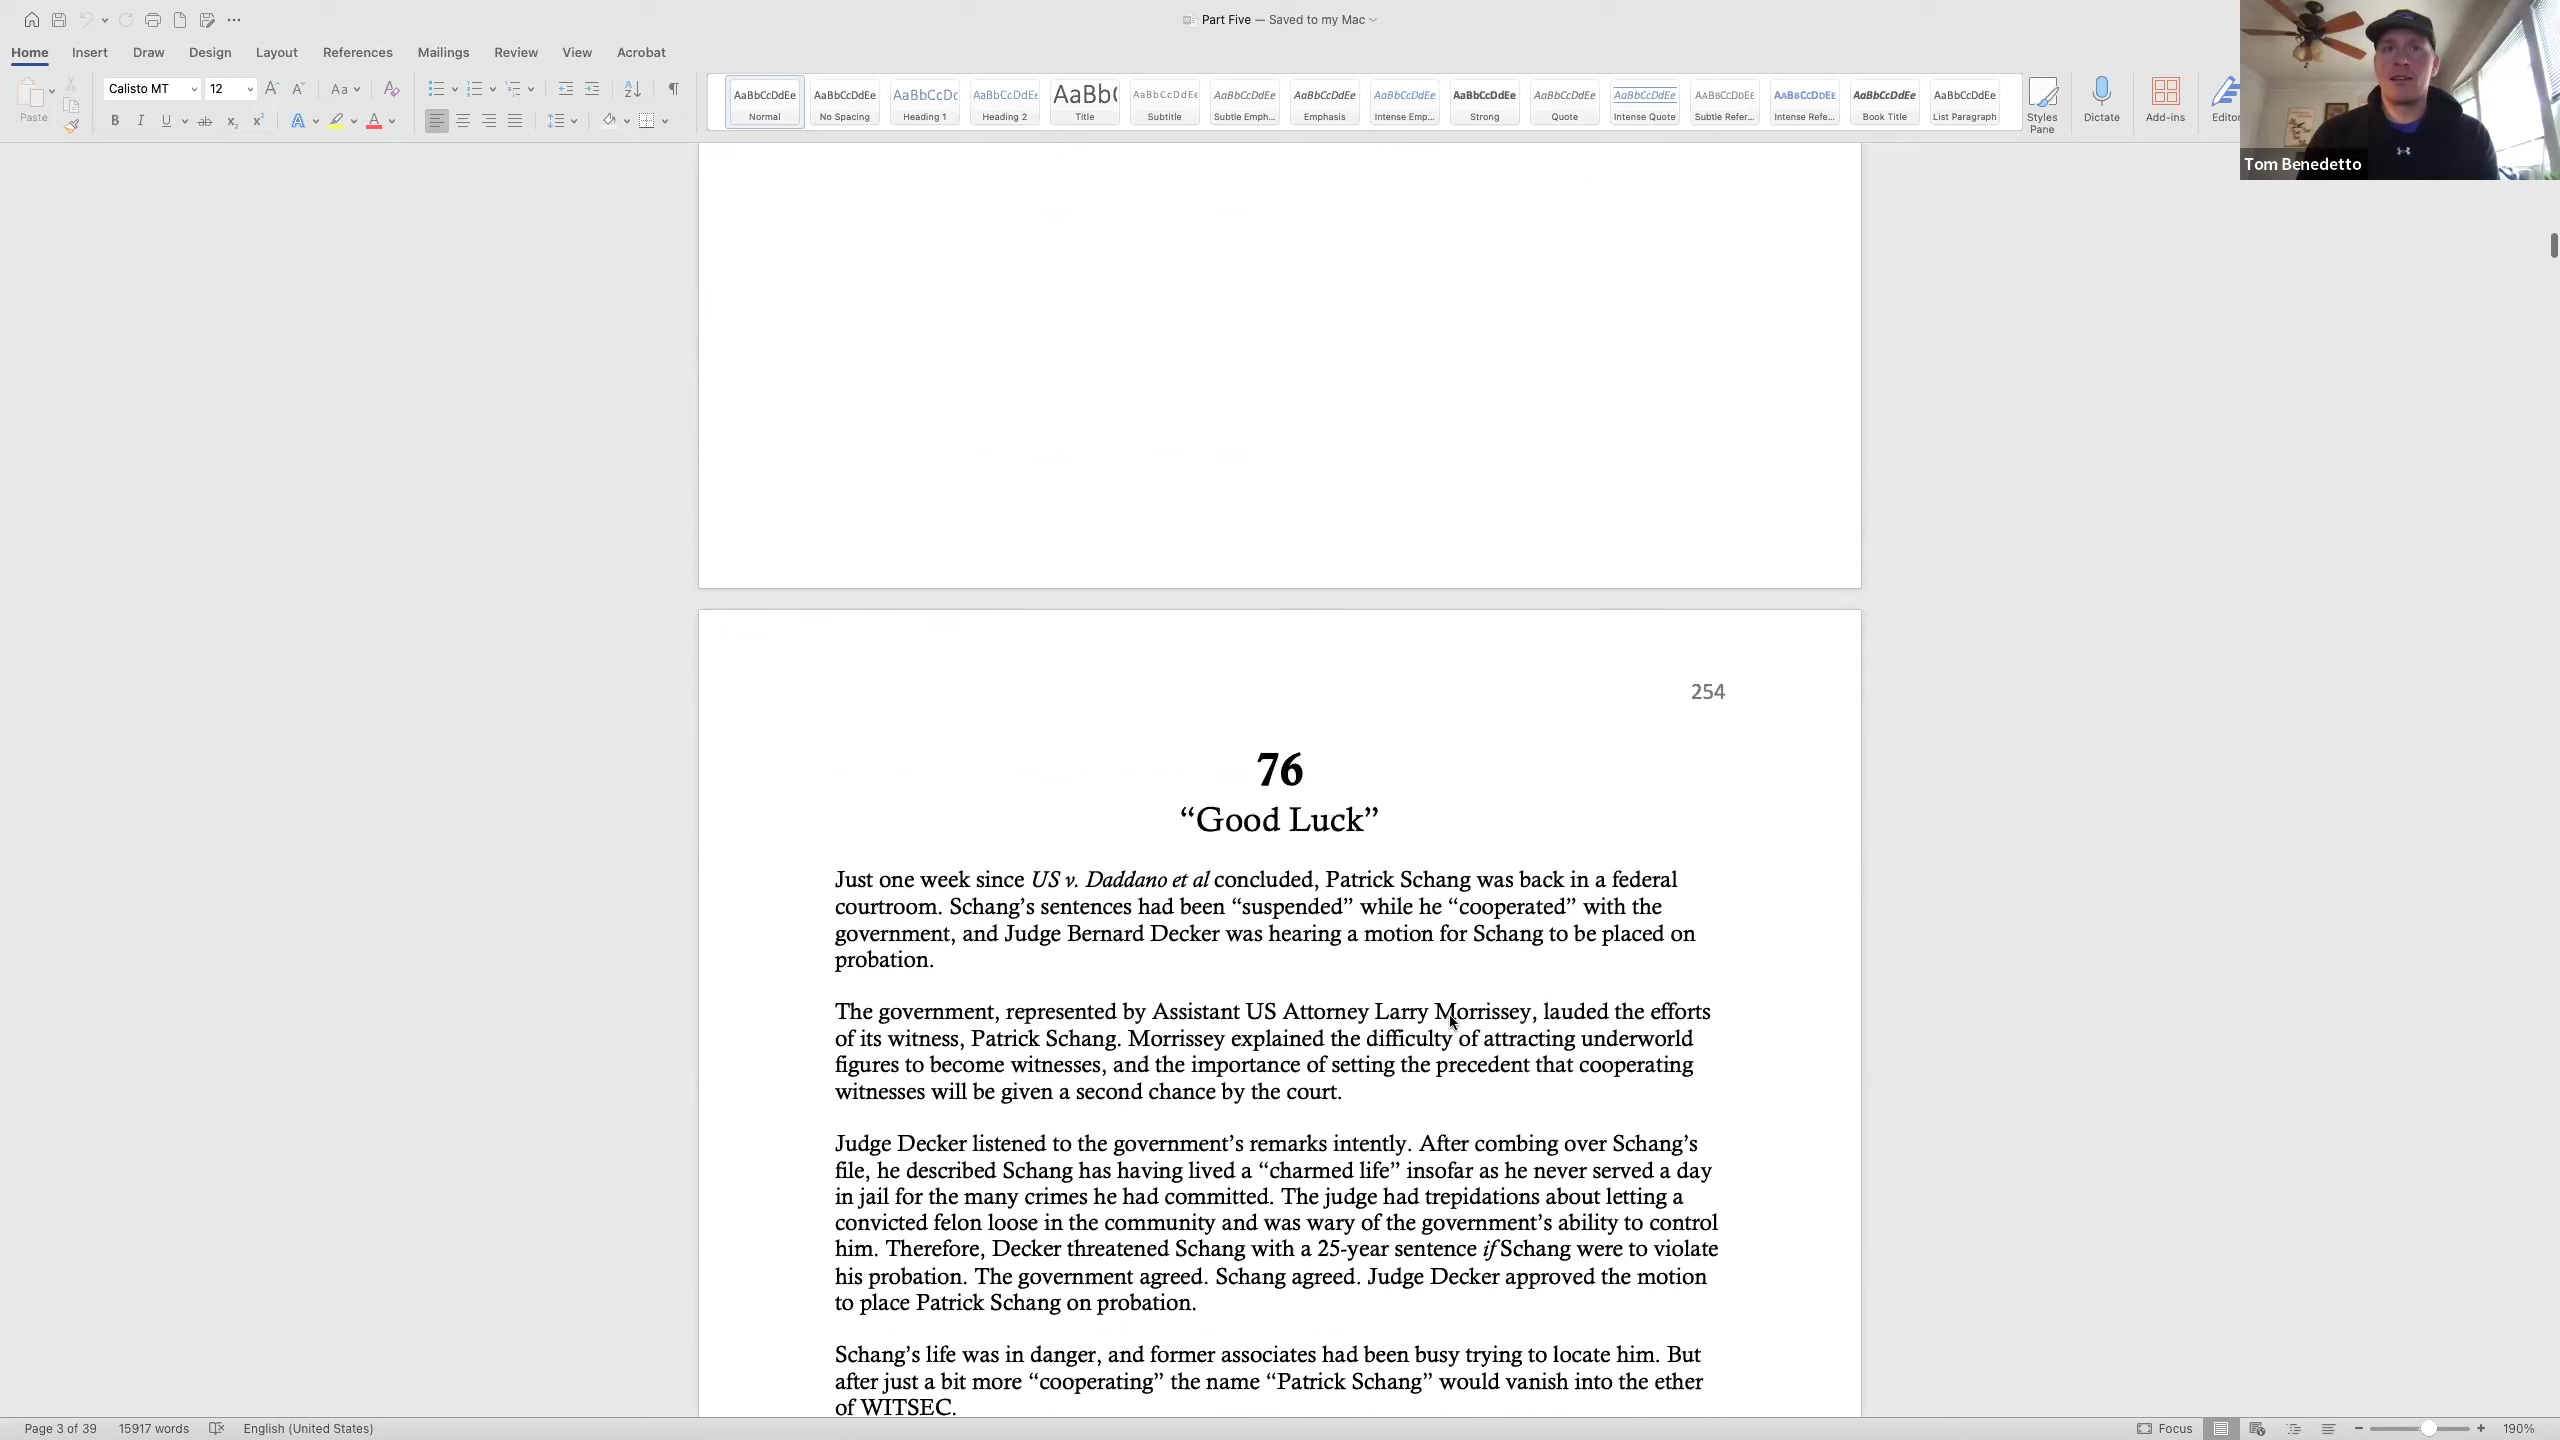 Part Five — Saved to my Mac
Home Insert Draw Design Layout References Mailings Review View Acrobat
Paste
Calisto MT 12
AaBbCcDdEe Normal
AaBbCcDdEe No Spacing
AaBbCcDc Heading 1
AaBbCcDdEe Heading 2
AaBb( Title
AaBbCcDdEe Subtitle
AaBbCcDdEe Subtle Emph...
AaBbCcDdEe Emphasis
AaBbCcDdEe Intense Emp...
AaBbCcDdEe Strong
AaBbCcDdEe Quote
AaBbCcDdEe Intense Quote
AaBbCcDdEe Subtle Refer...
AaBbCcDdEe Intense Refe...
AaBbCcDdEe Book Title
AaBbCcDdEe List Paragraph
Styles Pane
Dictate
Add-ins
Editor
Tom Benedetto
254
76
“Good Luck”
Just one week since US v. Daddano et al concluded, Patrick Schang was back in a federal
courtroom. Schang’s sentences had been “suspended” while he “cooperated” with the
government, and Judge Bernard Decker was hearing a motion for Schang to be placed on
probation.
The government, represented by Assistant US Attorney Larry Morrissey, lauded the efforts
of its witness, Patrick Schang. Morrissey explained the difficulty of attracting underworld
figures to become witnesses, and the importance of setting the precedent that cooperating
witnesses will be given a second chance by the court.
Judge Decker listened to the government’s remarks intently. After combing over Schang’s
file, he described Schang has having lived a “charmed life” insofar as he never served a day
in jail for the many crimes he had committed. The judge had trepidations about letting a
convicted felon loose in the community and was wary of the government’s ability to control
him. Therefore, Decker threatened Schang with a 25-year sentence if Schang were to violate
his probation. The government agreed. Schang agreed. Judge Decker approved the motion
to place Patrick Schang on probation.
Schang’s life was in danger, and former associates had been busy trying to locate him. But
after just a bit more “cooperating” the name “Patrick Schang” would vanish into the ether
of WITSEC.
Page 3 of 39 15917 words English (United States) Focus 190%